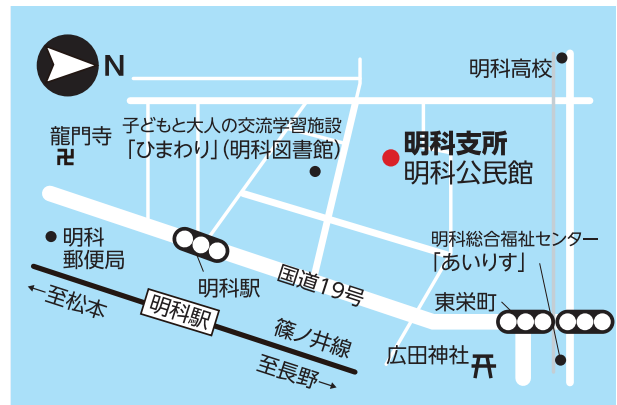 N
明科高校
子どもと大人の交流学習施設
「ひまわり」(明科図書館)
龍門寺
明科支所
明科公民館
明科総合福祉センター
「あいりす」
明科
郵便局
明科駅
国道19号
東栄町
←至松本
明科駅
篠ノ井線
至長野→
広田神社